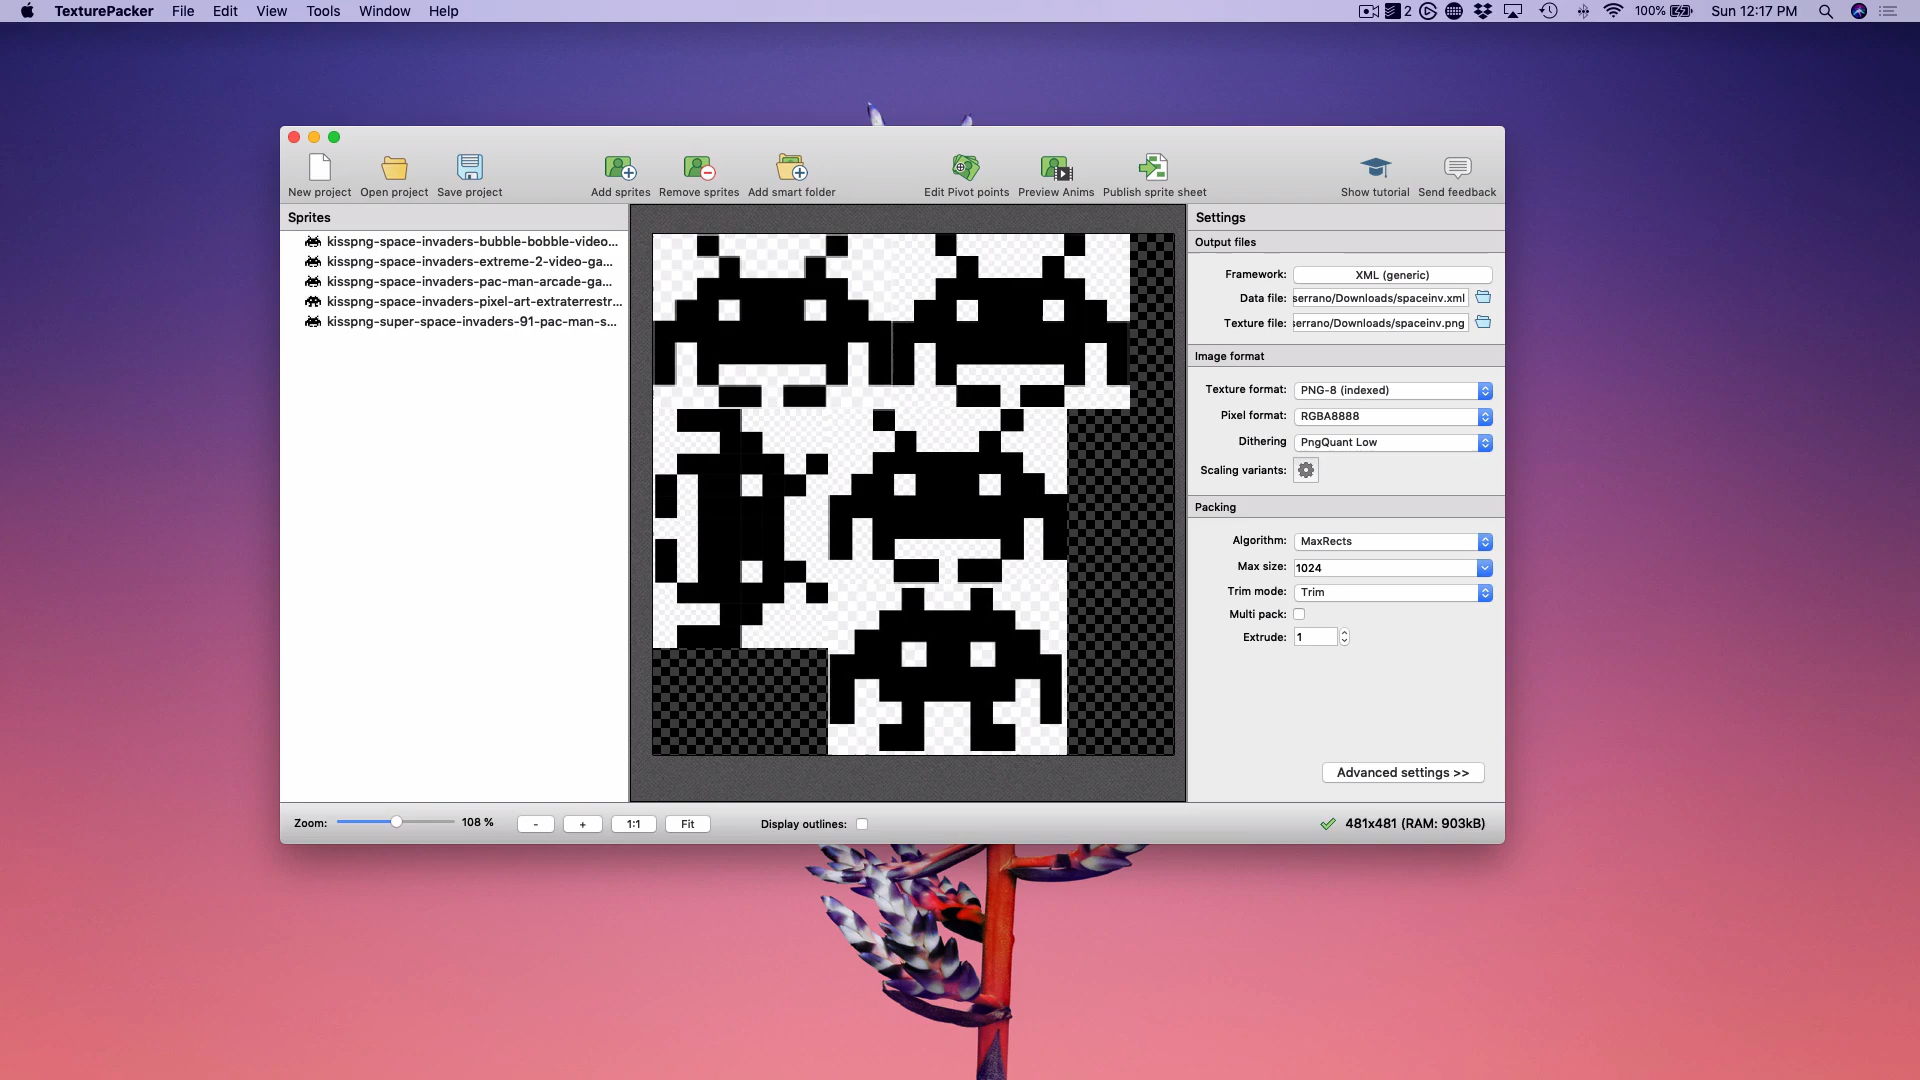 TexturePacker File Edit View Tools Window Help 2 100% Sun 12:17 PM
New project Open project Save project Add sprites Remove sprites Add smart folder Edit Pivot points Preview Anims Publish sprite sheet Show tutorial Send feedback
Sprites
kisspng-space-invaders-bubble-bobble-video...
kisspng-space-invaders-extreme-2-video-ga...
kisspng-space-invaders-pac-man-arcade-ga...
kisspng-space-invaders-pixel-art-extraterrestr...
kisspng-super-space-invaders-91-pac-man-s...
Settings
Output files
Framework: XML (generic)
Data file: serrano/Downloads/spaceinv.xml
Texture file: serrano/Downloads/spaceinv.png
Image format
Texture format: PNG-8 (indexed)
Pixel format: RGBA8888
Dithering PngQuant Low
Scaling variants:
Packing
Algorithm: MaxRects
Max size: 1024
Trim mode: Trim
Multi pack:
Extrude: 1
Advanced settings >>
Zoom: 108 % - + 1:1 Fit Display outlines: 481x481 (RAM: 903kB)